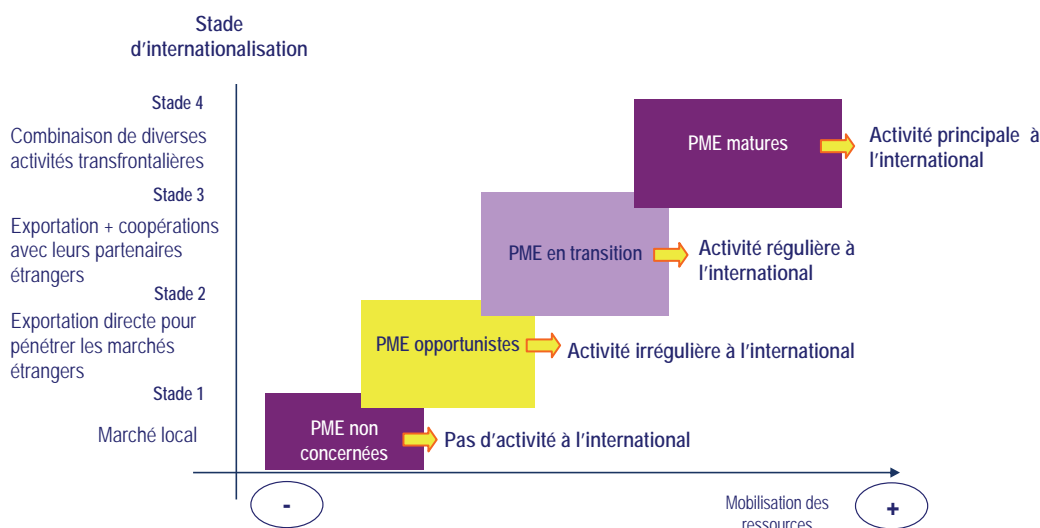 Stade
d'internationalisation
Stade 4
Combinaison de diverses
activités transfrontalières
PME matures
Activité principale à
l'international
Stade 3
Exportation + coopérations
avec leurs partenaires
étrangers
PME en transition
Activité régulière à
l'international
Stade 2
Exportation directe pour
pénétrer les marchés
étrangers
PME opportunistes
Activité irrégulière à l'international
Stade 1
Marché local
PME non
concernées
Pas d'activité à l'international
-
Mobilisation des
ressources
+